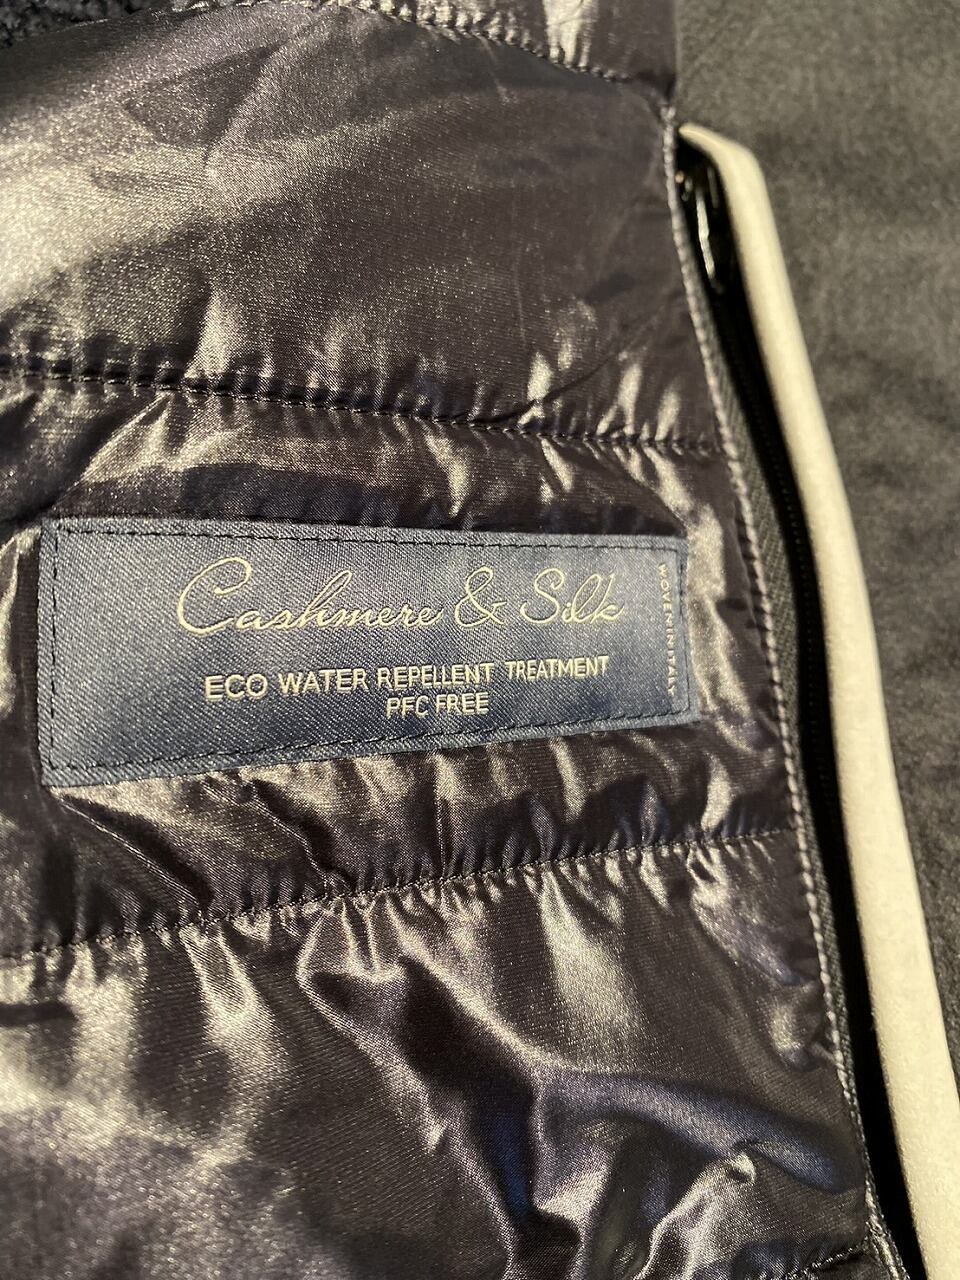 Cashmere & Silk
ECO WATER REPELLENT TREATMENT
PFC FREE
WOVEN IN ITALY